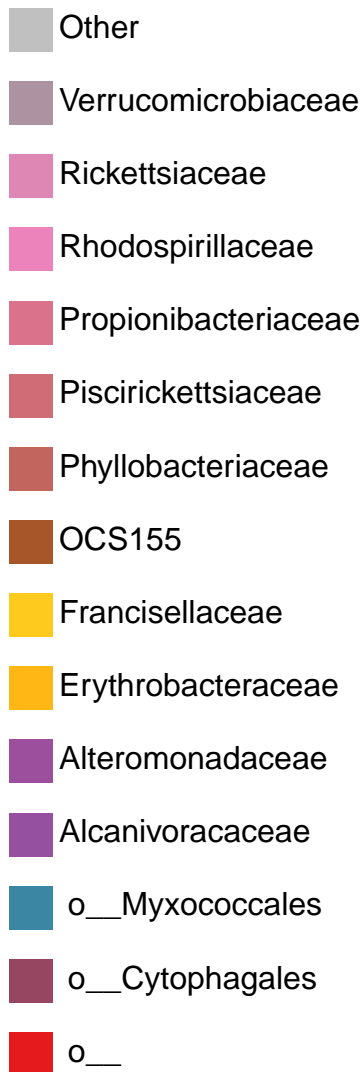 Other
Verrucomicrobiaceae
Rickettsiaceae
Rhodospirillaceae
Propionibacteriaceae
Piscirickettsiaceae
Phyllobacteriaceae
OCS155
Francisellaceae
Erythrobacteraceae
Alteromonadaceae
Alcanivoracaceae
o__Myxococcales
o__Cytophagales
o__